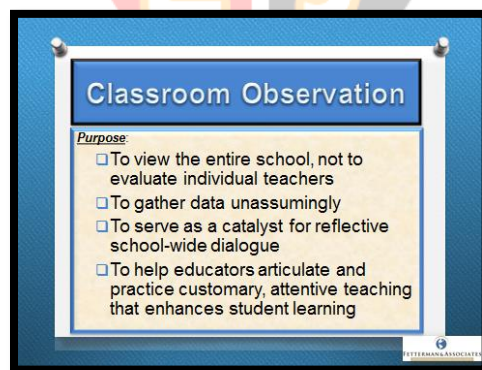 Classroom Observation
Purpose:
To view the entire school, not to
evaluate individual teachers
To gather data unassumingly
To serve as a catalyst for reflective
school-wide dialogue
To help educators articulate and
practice customary, attentive teaching
that enhances student learning
FETTERMAN & ASSOCIATES